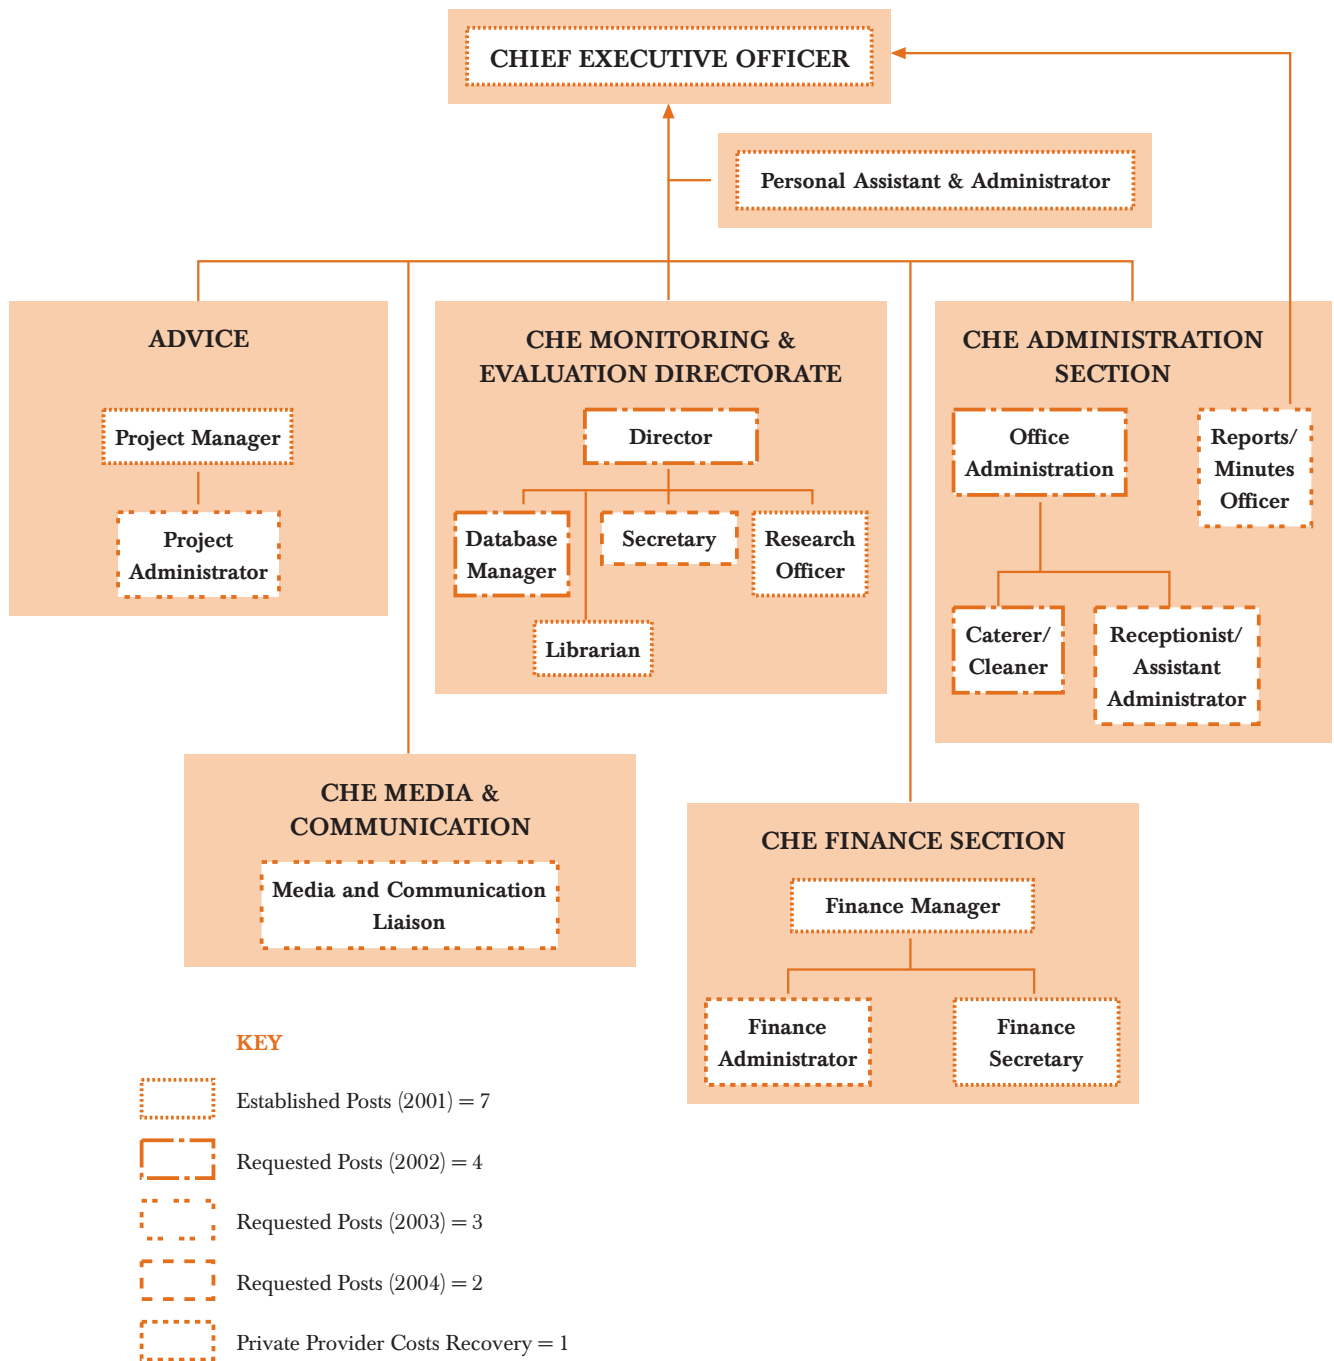 CHIEF EXECUTIVE OFFICER
Personal Assistant & Administrator
ADVICE
Project Manager
Project
Administrator
CHE MONITORING &
EVALUATION DIRECTORATE
Director
Database
Manager
Secretary
Research
Officer
Librarian
CHE ADMINISTRATION
SECTION
Office
Administration
Reports/
Minutes
Officer
Caterer/
Cleaner
Receptionist/
Assistant
Administrator
CHE MEDIA &
COMMUNICATION
Media and Communication
Liaison
CHE FINANCE SECTION
Finance Manager
Finance
Administrator
Finance
Secretary
KEY
Established Posts (2001) = 7
Requested Posts (2002) = 4
Requested Posts (2003) = 3
Requested Posts (2004) = 2
Private Provider Costs Recovery = 1